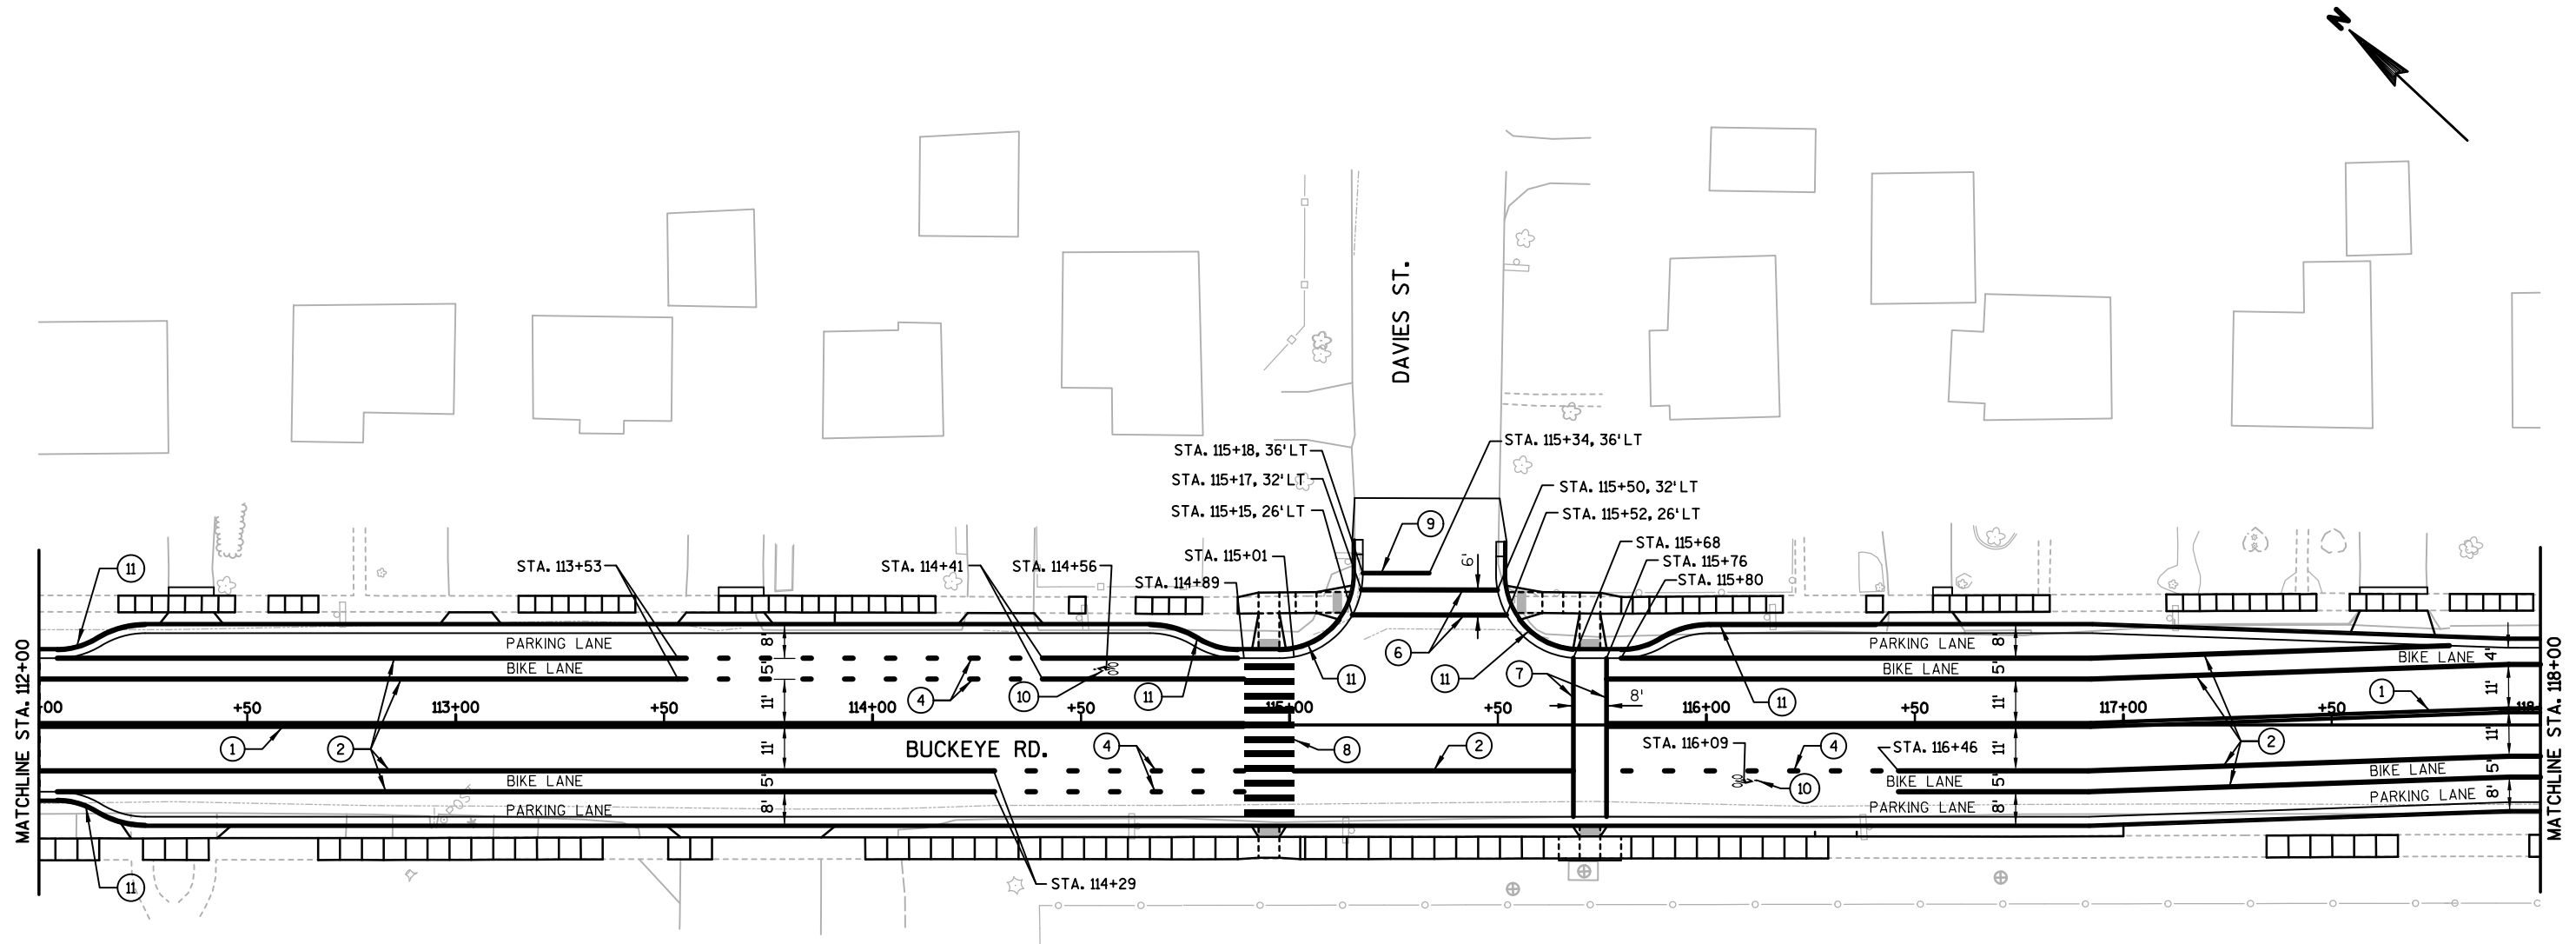 N
DAVIES ST.
STA. 115+18, 36' LT
STA. 115+34, 36' LT
STA. 115+17, 32' LT
STA. 115+50, 32' LT
STA. 115+15, 26' LT
STA. 115+52, 26' LT
9
STA. 115+01
6'
STA. 115+68
STA. 115+76
STA. 115+80
11
STA. 113+53
STA. 114+41
STA. 114+56
STA. 114+89
PARKING LANE
8'
6
PARKING LANE
8'
BIKE LANE
5'
BIKE LANE
5'
BIKE LANE
4'
4
10
11
11
11
7
8'
11
1
11'
11'
11'
MATCHLINE STA. 112+00
00
+50
113+00
+50
114+00
+50
115+00
+50
116+00
+50
117+00
+50
118
MATCHLINE STA. 118+00
1
2
11'
BUCKEYE RD.
4
8
2
STA. 116+09
4
STA. 116+46
11'
2
11'
BIKE LANE
5'
10
BIKE LANE
5'
BIKE LANE
5'
PARKING LANE
8'
PARKING LANE
8'
PARKING LANE
8'
POST
11
STA. 114+29